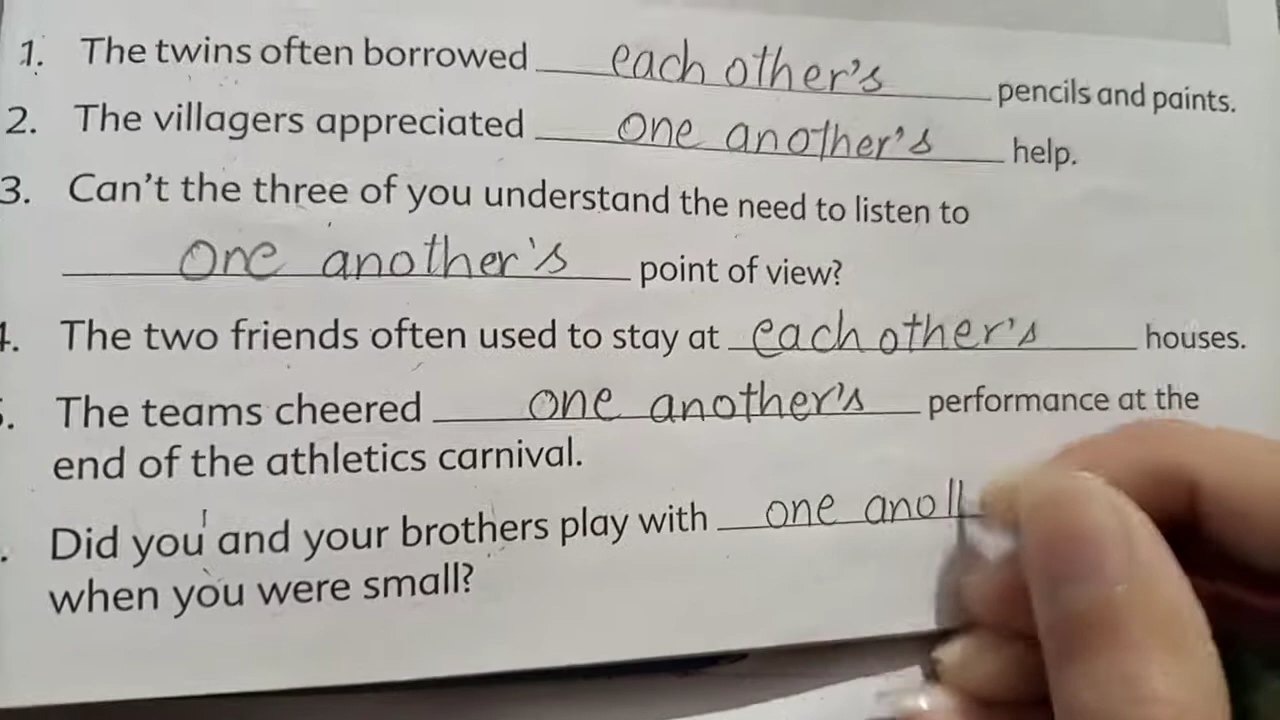 1. The twins often borrowed each other's pencils and paints.
2. The villagers appreciated one another's help.
3. Can't the three of you understand the need to listen to
one another's point of view?
4. The two friends often used to stay at each other's houses.
5. The teams cheered one another's performance at the
end of the athletics carnival.
. Did you and your brothers play with one
when you were small?